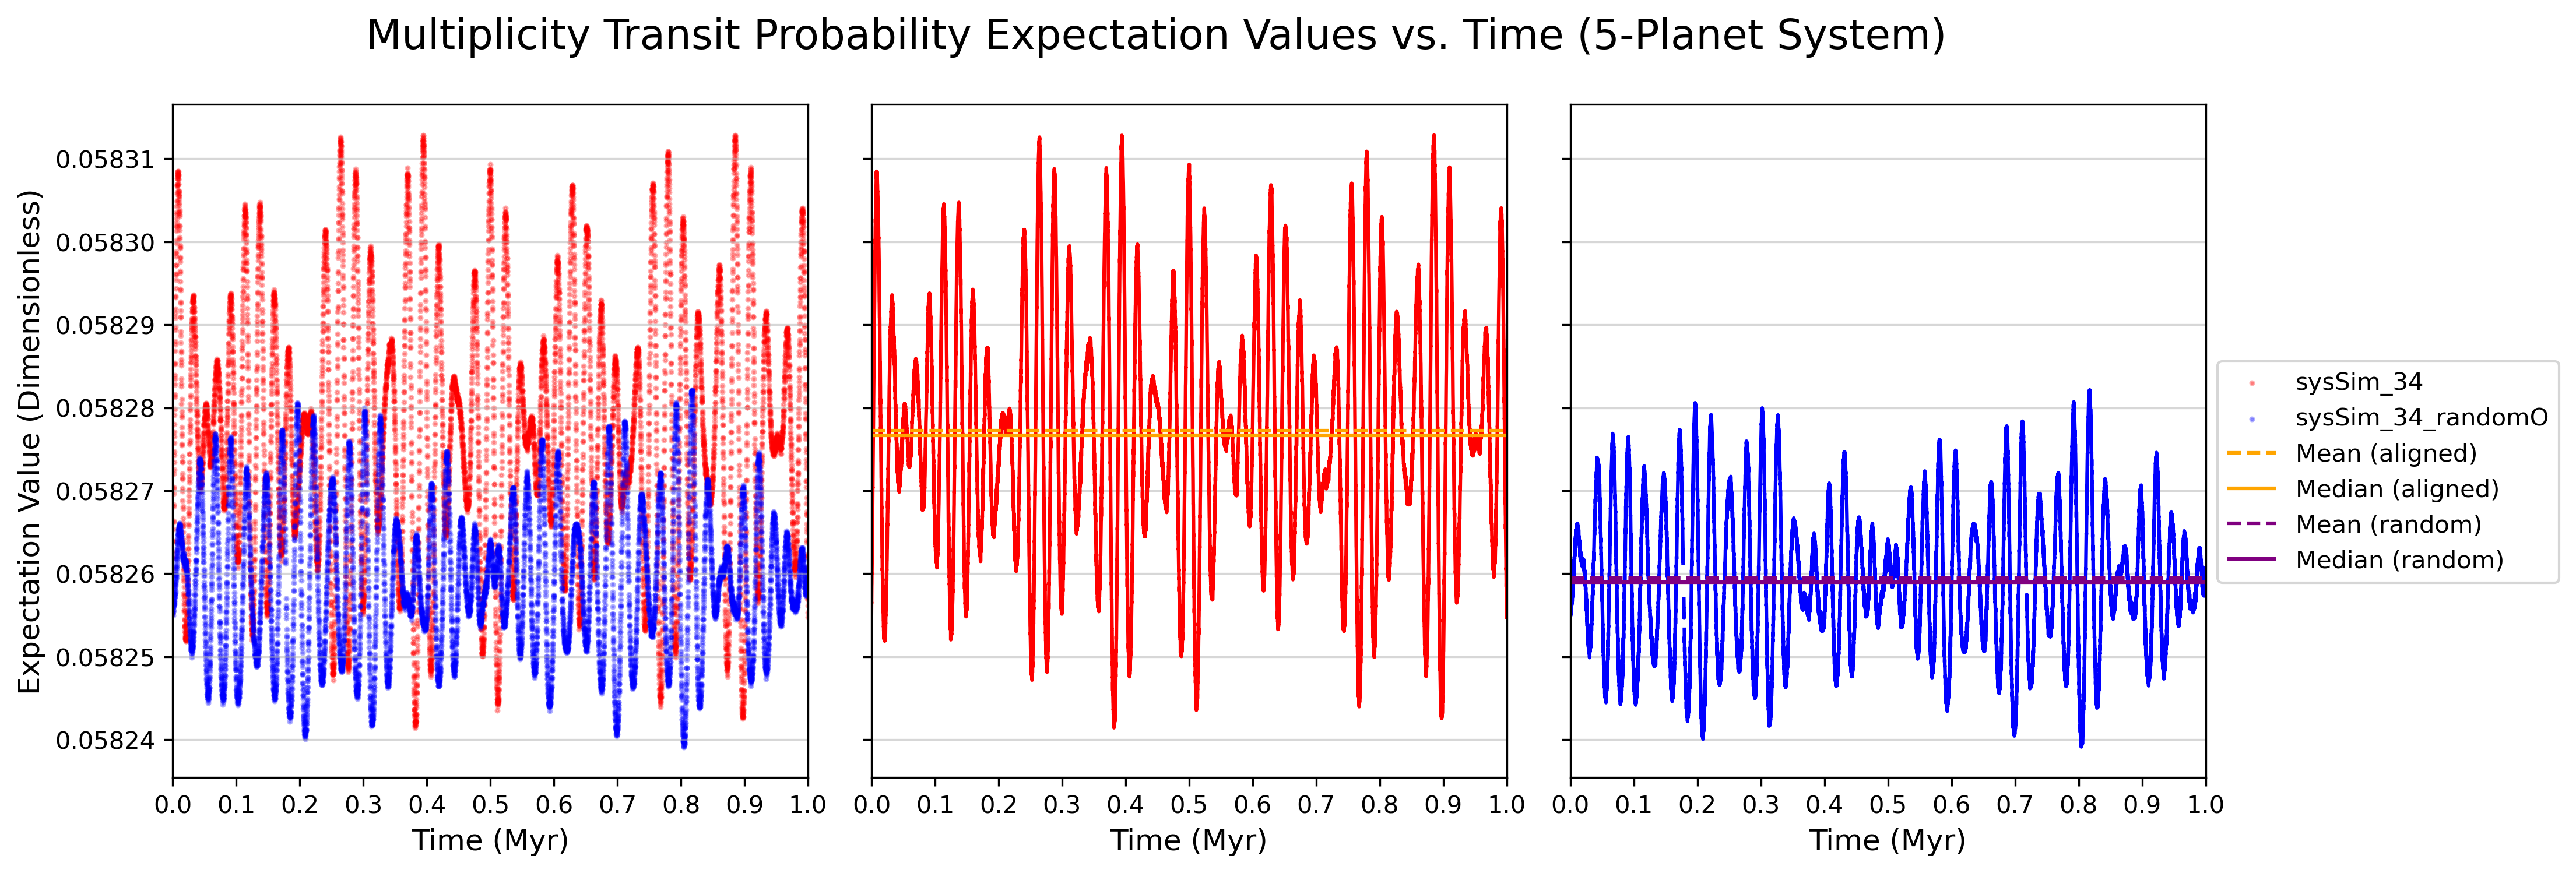 Multiplicity Transit Probability Expectation Values vs. Time (5-Planet System)
Expectation Value (Dimensionless)
0.05831
0.05830
0.05829
0.05828
0.05827
0.05826
0.05825
0.05824
0.0 0.1 0.2 0.3 0.4 0.5 0.6 0.7 0.8 0.9 1.0
Time (Myr)
0.0 0.1 0.2 0.3 0.4 0.5 0.6 0.7 0.8 0.9 1.0
Time (Myr)
0.0 0.1 0.2 0.3 0.4 0.5 0.6 0.7 0.8 0.9 1.0
Time (Myr)
sysSim_34
sysSim_34_randomO
Mean (aligned)
Median (aligned)
Mean (random)
Median (random)